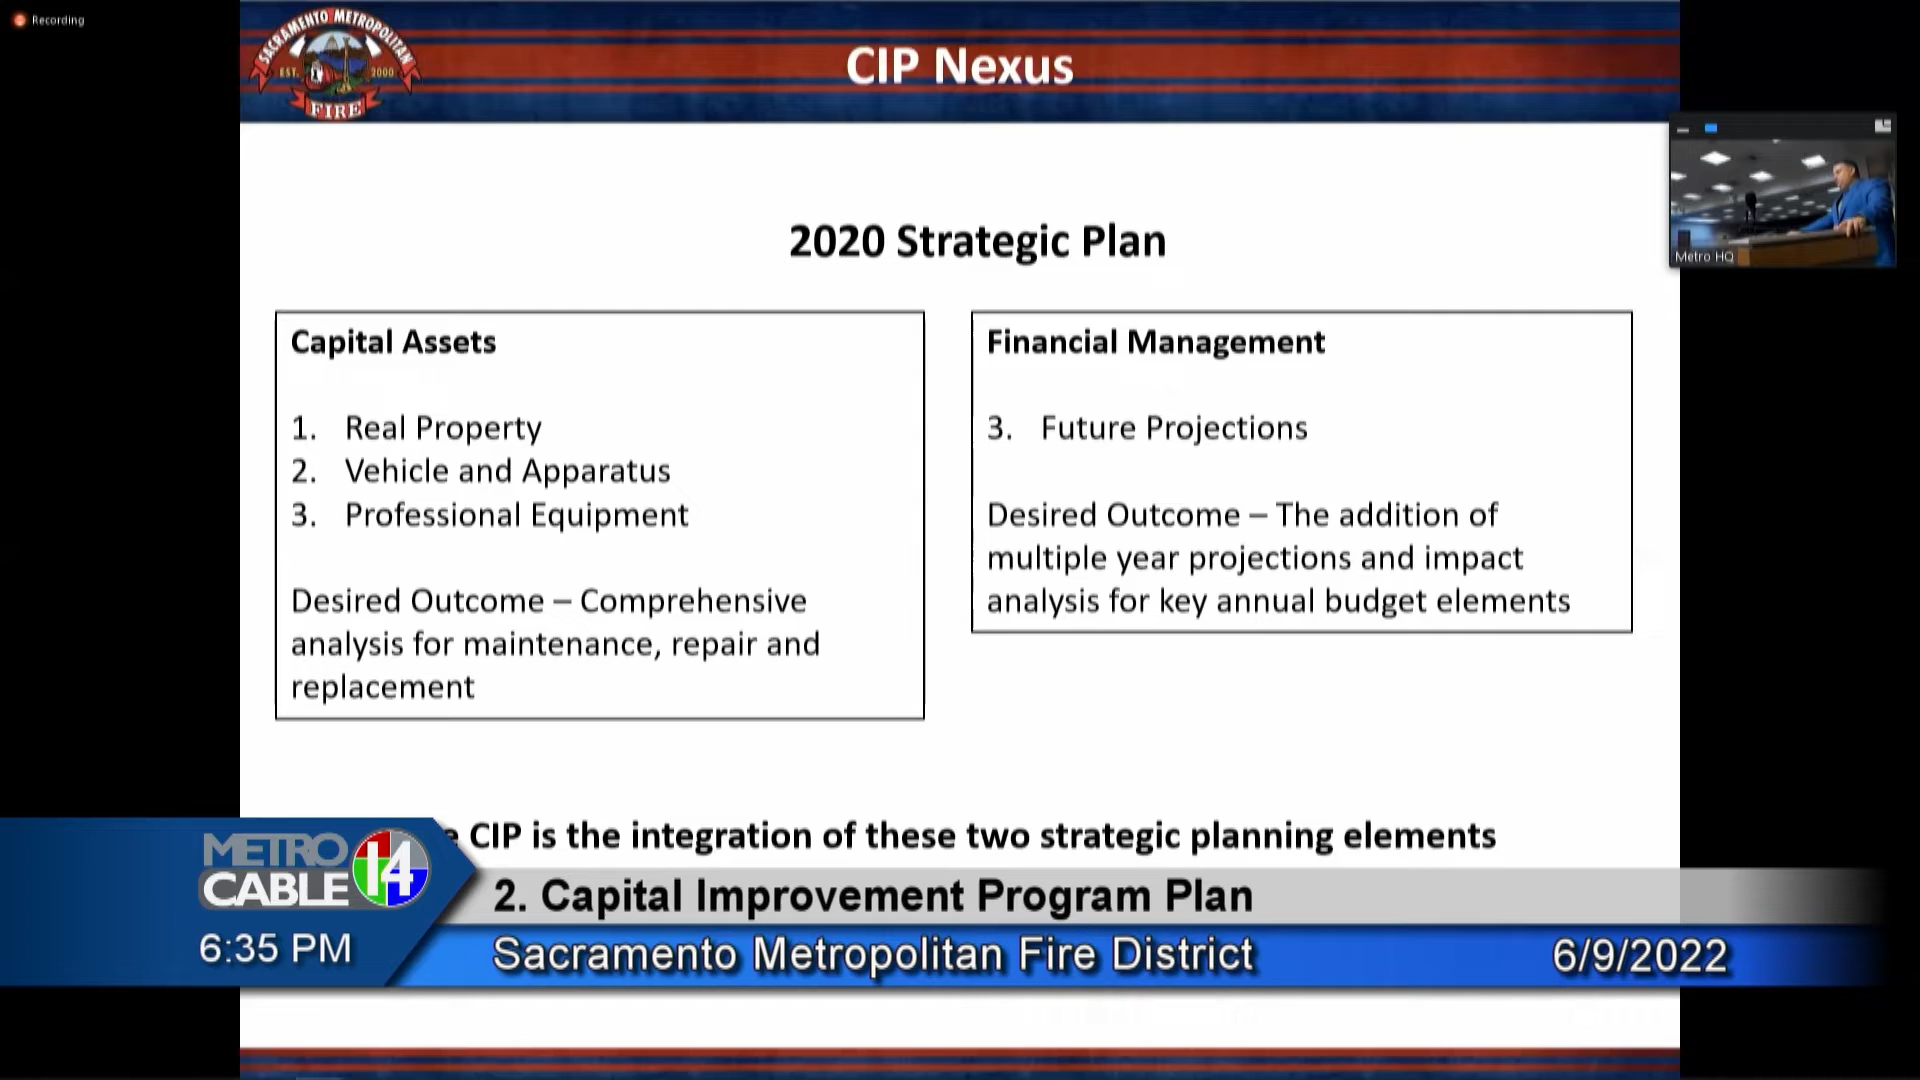 Recording
SACRAMENTO METROPOLITAN
EST. 2000
FIRE
CIP Nexus
Metro HQ
2020 Strategic Plan
Capital Assets
1. Real Property
2. Vehicle and Apparatus
3. Professional Equipment
Desired Outcome – Comprehensive
analysis for maintenance, repair and
replacement
Financial Management
3. Future Projections
Desired Outcome – The addition of
multiple year projections and impact
analysis for key annual budget elements
CIP is the integration of these two strategic planning elements
METRO
CABLE 14
6:35 PM
2. Capital Improvement Program Plan
Sacramento Metropolitan Fire District
6/9/2022